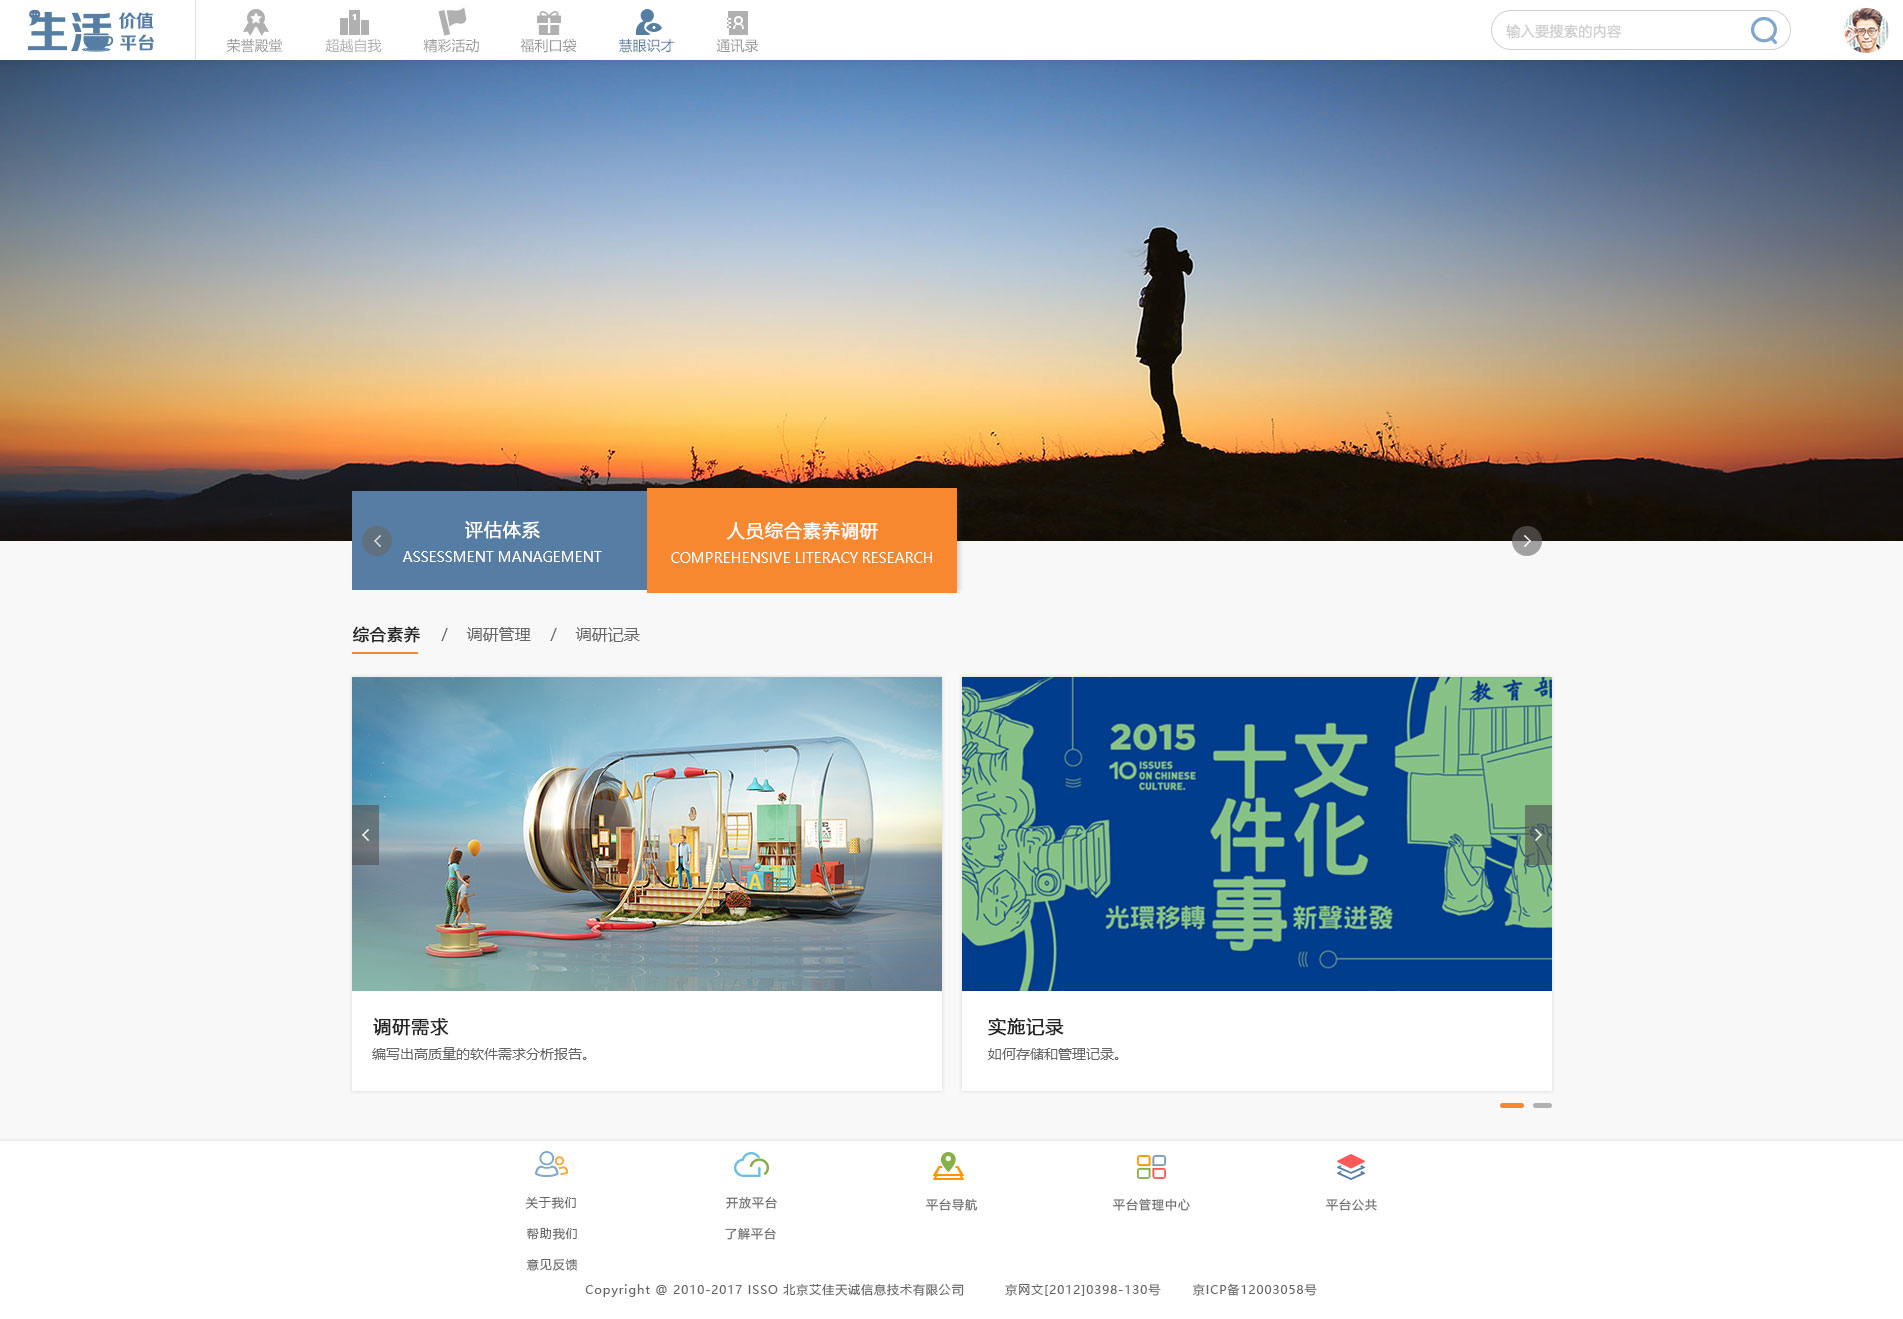 生活 价值平台
荣誉殿堂
超越自我
精彩活动
福利口袋
慧眼识才
通讯录
输入要搜索的内容
评估体系
ASSESSMENT MANAGEMENT
人员综合素养调研
COMPREHENSIVE LITERACY RESEARCH
综合素养 / 调研管理 / 调研记录
教育部
2015
10 ISSUES
ON CHINESE
CULTURE.
文化
十件事
光環移轉
新聲迸發
调研需求
编写出高质量的软件需求分析报告。
实施记录
如何存储和管理记录。
关于我们
帮助我们
意见反馈
开放平台
了解平台
平台导航
平台管理中心
平台公共
Copyright @ 2010-2017 ISSO 北京艾佳天诚信息技术有限公司 京网文[2012]0398-130号 京ICP备12003058号